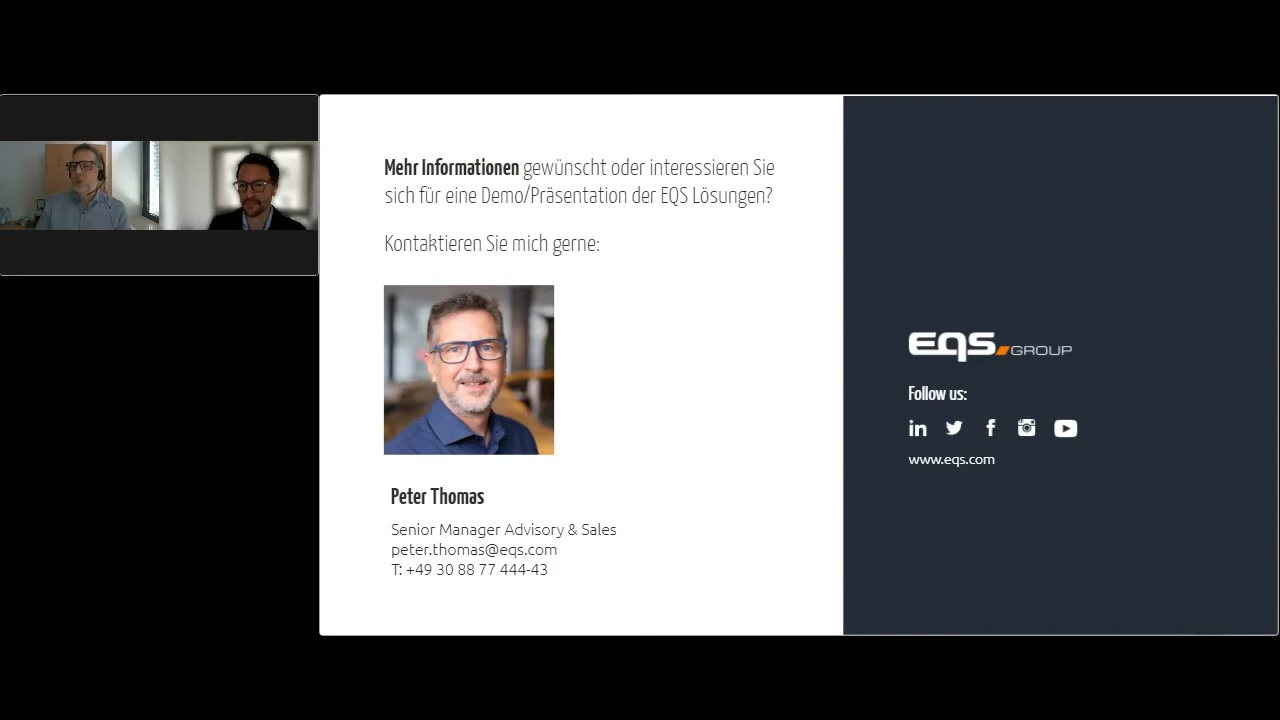 Mehr Informationen gewünscht oder interessieren Sie
sich für eine Demo/Präsentation der EQS Lösungen?
Kontaktieren Sie mich gerne:
Peter Thomas
Senior Manager Advisory & Sales
peter.thomas@eqs.com
T: +49 30 88 77 444-43
EQS GROUP
Follow us:
www.eqs.com